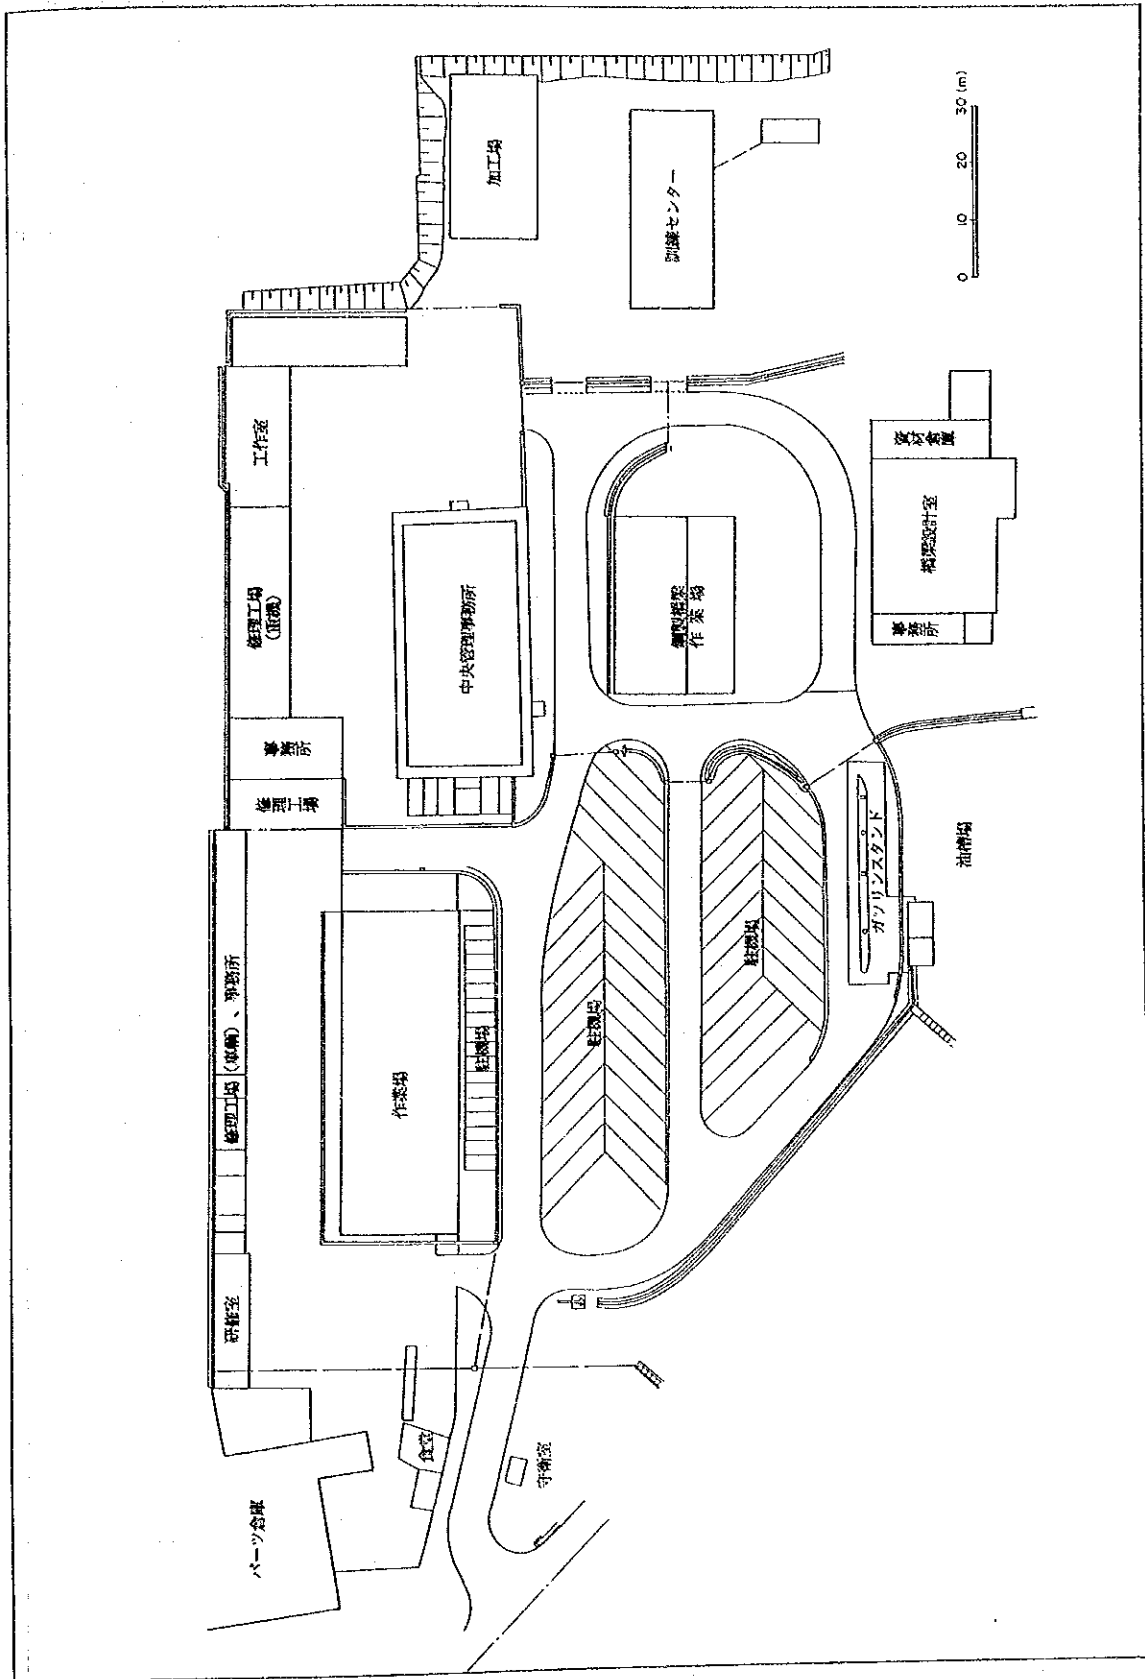 加工場
訓練センター
0 10 20 30 (m)
工作室
修理工場
(重機)
事務所
修理工場
中央管理事務所
鋼製橋梁
作業場
資材倉庫
橋梁設計室
事務所
修理工場(車輌)、事務所
作業場
駐機場
駐機場
駐機場
ガソリンスタンド
油槽場
研修室
食堂
守衛室
パーツ倉庫